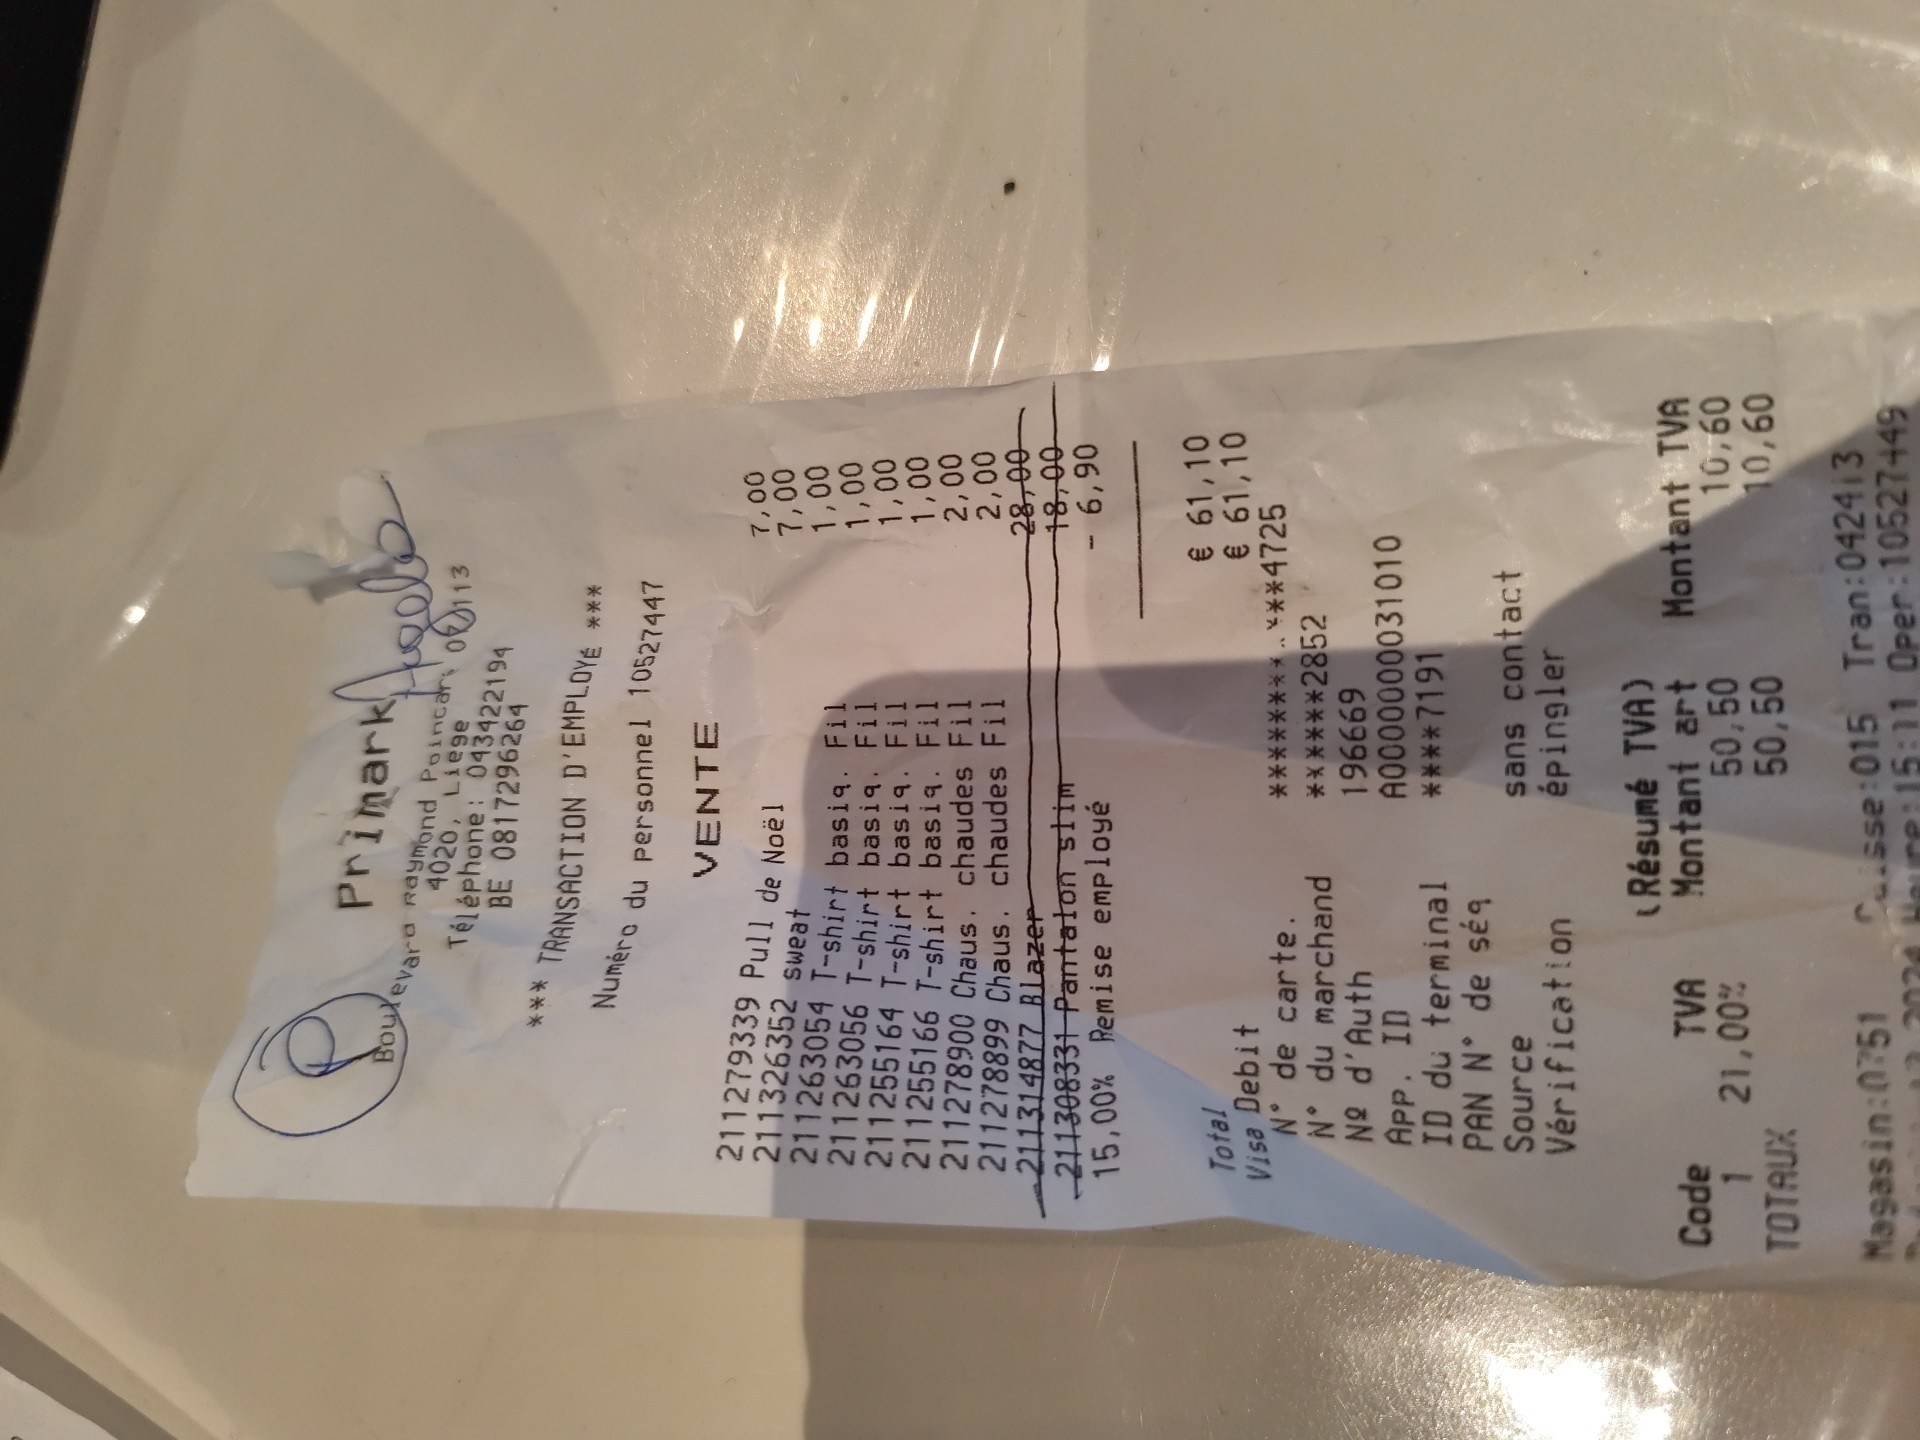 P
Primark
Boulevard Raymond Poincaré
4020, Liege
Téléphone: 043422194
BE 0817296264
*** TRANSACTION D'EMPLOYé ***
Numéro du personnel 10527447
VENTE
211279339 Pull de Noël 7,00
211326352 sweat 7,00
211263054 T-shirt basiq. Fil 1,00
211263056 T-shirt basiq. Fil 1,00
211255164 T-shirt basiq. Fil 1,00
211255166 T-shirt basiq. Fil 1,00
211278900 Chaus. chaudes Fil 2,00
211278899 Chaus. chaudes Fil 2,00
211314877 Blazer 28,00
211308331 Pantalon slim 18,00
15,00% Remise employé - 6,90
Total € 61,10
Visa Debit € 61,10
N° de carte. 4725
N° du marchand ******2852
Nº d'Auth 196669
App. ID A0000000031010
ID du terminal ****7191
PAN N° de séq
Source sans contact
Vérification épingler
(Résumé TVA)
Code TVA Montant art Montant TVA
1 21,00% 50,50 10,60
TOTAUX 50,50 10,60
Magasin:0751 Caisse:015 Tran:042413
2024 Heure:15:11 Oper:10527449